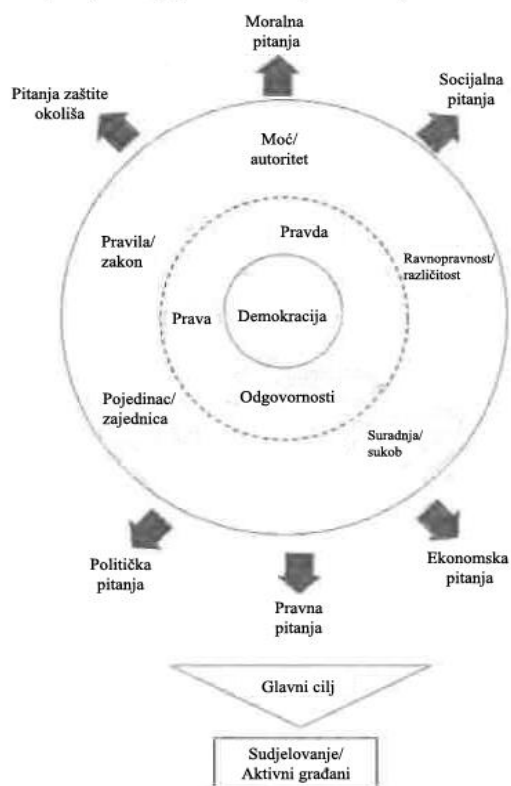 Moralna
pitanja
Pitanja zaštite
okoliša
Socijalna
pitanja
Moć/
autoritet
Pravila/
zakon
Pravda
Ravnopravnost/
različitost
Prava
Demokracija
Pojedinac/
zajednica
Odgovornosti
Suradnja/
sukob
Politička
pitanja
Pravna
pitanja
Ekonomska
pitanja
Glavni cilj
Sudjelovanje/
Aktivni građani